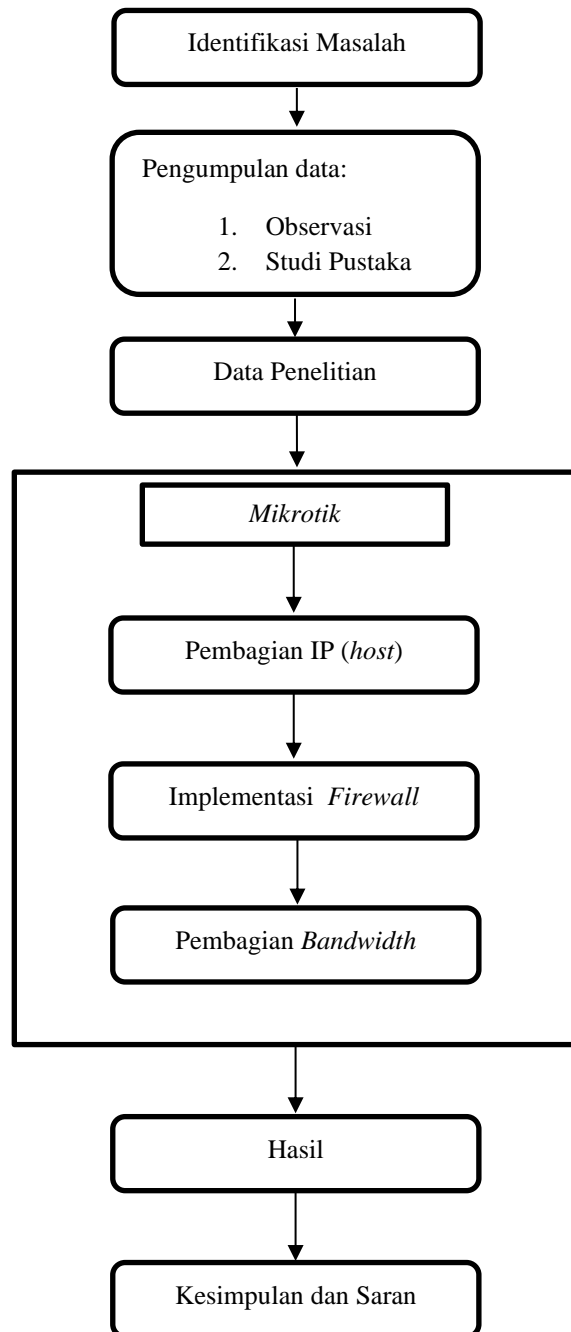 Identifikasi Masalah
Pengumpulan data:
1. Observasi
2. Studi Pustaka
Data Penelitian
Mikrotik
Pembagian IP (host)
Implementasi Firewall
Pembagian Bandwidth
Hasil
Kesimpulan dan Saran